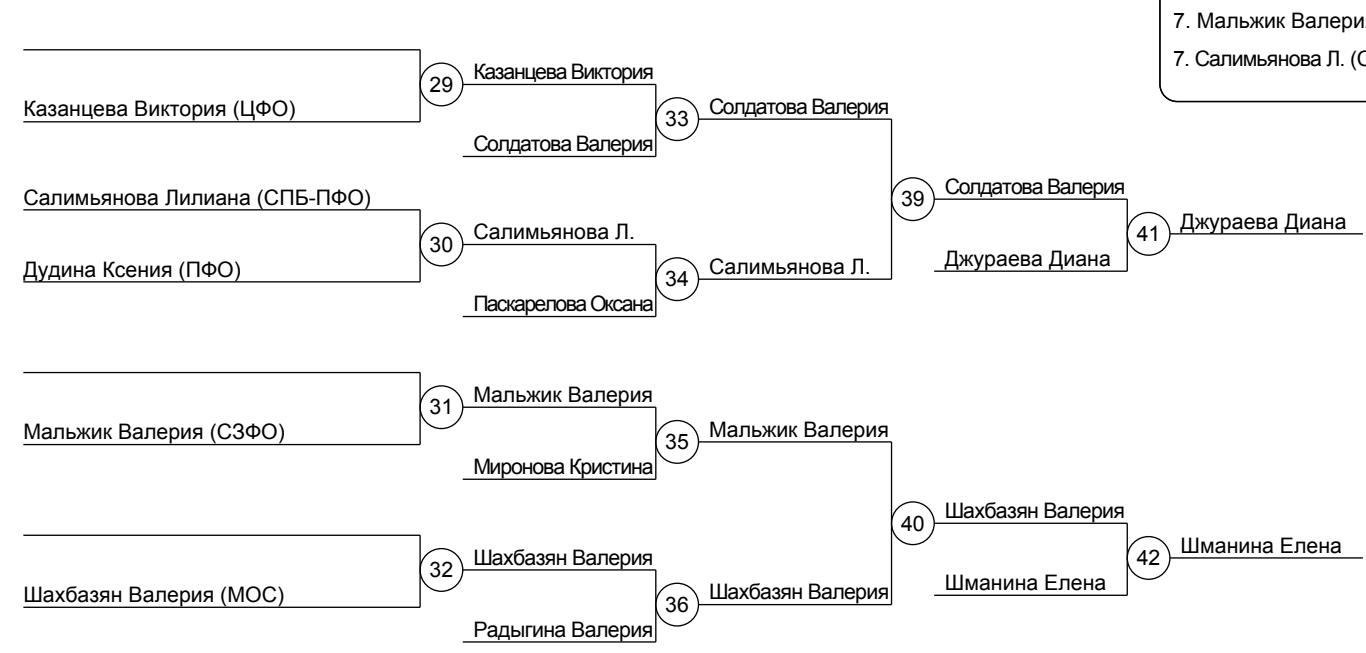 7. Мальжик Валерия
7. Салимьянова Л. (С
29
Казанцева Виктория
Казанцева Виктория (ЦФО)
33
Солдатова Валерия
Солдатова Валерия
Салимьянова Лилиана (СПБ-ПФО)
39
Солдатова Валерия
30
Салимьянова Л.
41
Джураева Диана
Дудина Ксения (ПФО)
34
Салимьянова Л.
Джураева Диана
Паскарелова Оксана
31
Мальжик Валерия
Мальжик Валерия (СЗФО)
35
Мальжик Валерия
Миронова Кристина
40
Шахбазян Валерия
32
Шахбазян Валерия
42
Шманина Елена
Шахбазян Валерия (МОС)
36
Шахбазян Валерия
Шманина Елена
Радыгина Валерия